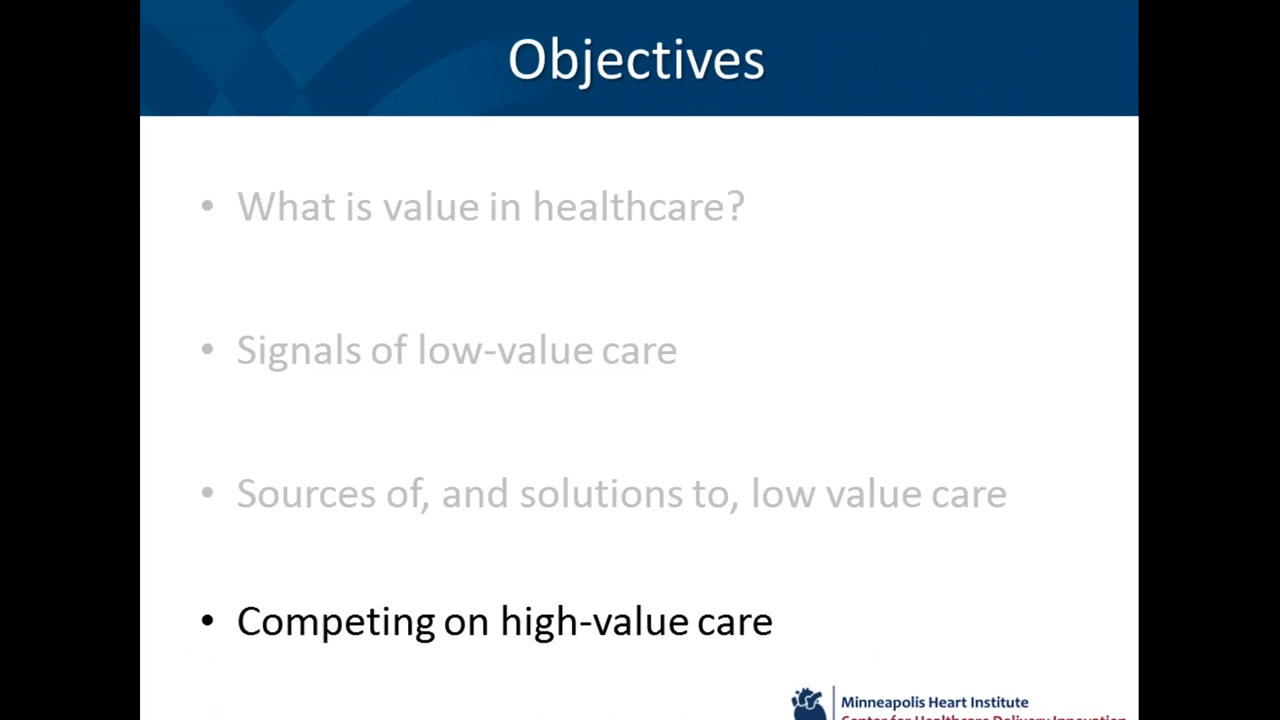 Objectives
• What is value in healthcare?
• Signals of low-value care
• Sources of, and solutions to, low value care
• Competing on high-value care
Minneapolis Heart Institute
Center for Healthcare Delivery Innovation